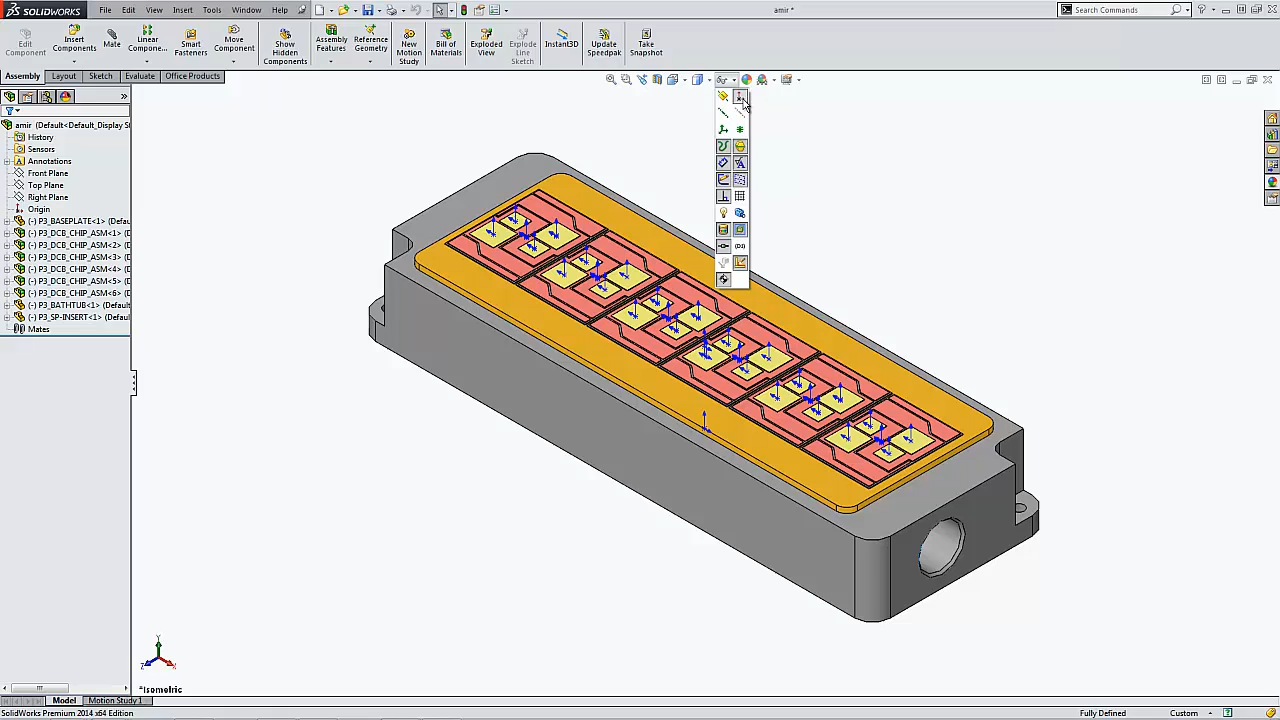 SOLIDWORKS
File Edit View Insert Tools Window Help
amir *
Search Commands
Edit Component
Insert Components
Mate
Linear Compone...
Smart Fasteners
Move Component
Show Hidden Components
Assembly Features
Reference Geometry
New Motion Study
Bill of Materials
Exploded View
Explode Line Sketch
Instant3D
Update Speedpak
Take Snapshot
Assembly Layout Sketch Evaluate Office Products
amir (Default<Default_Display S
History
Sensors
Annotations
Front Plane
Top Plane
Right Plane
Origin
(-) P3_BASEPLATE<1> (Defau
(-) P3_DCB_CHIP_ASM<1> (D
(-) P3_DCB_CHIP_ASM<2> (D
(-) P3_DCB_CHIP_ASM<3> (D
(-) P3_DCB_CHIP_ASM<4> (D
(-) P3_DCB_CHIP_ASM<5> (D
(-) P3_DCB_CHIP_ASM<6> (D
(-) P3_BATHTUB<1> (Default
(-) P3_SP-INSERT<1> (Defaul
Mates
Y
X
Z
*Isometric
Model Motion Study 1
SolidWorks Premium 2014 x64 Edition
Fully Defined Custom